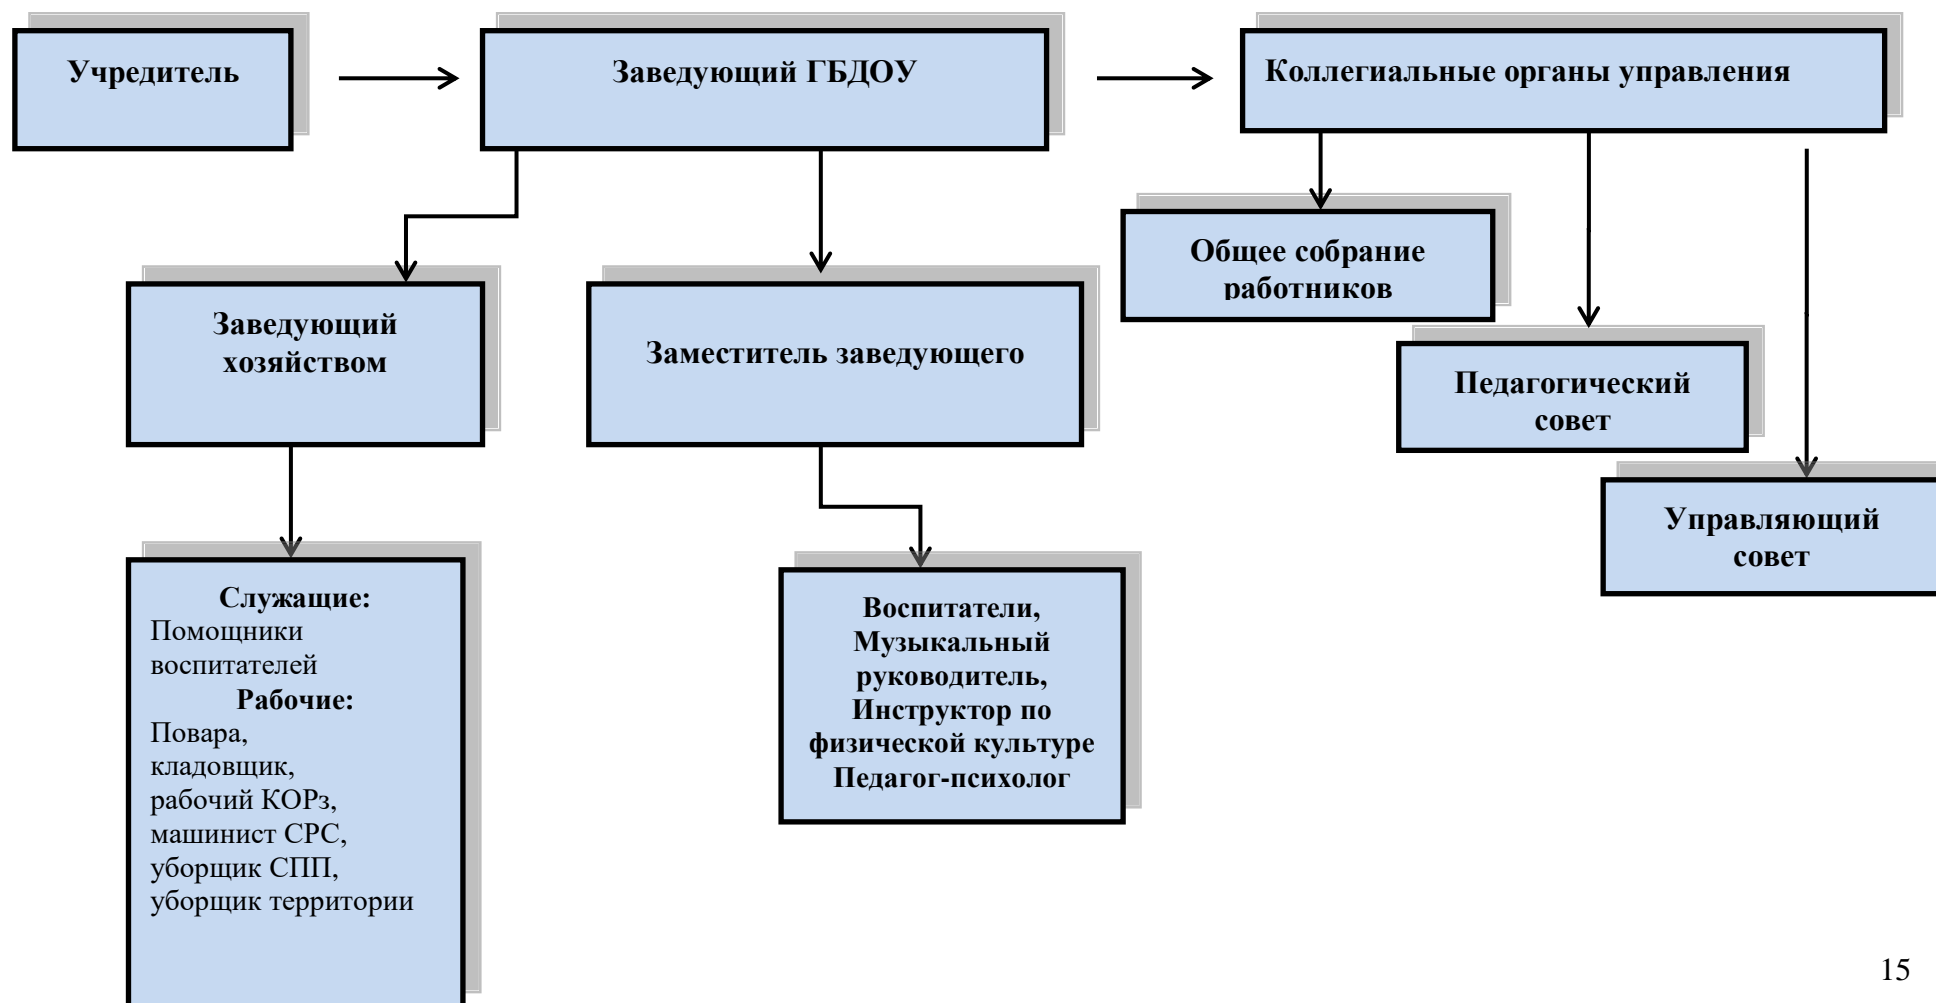 Учредитель
Заведующий ГБДОУ
Коллегиальные органы управления
Общее собрание
работников
Заведующий
хозяйством
Заместитель заведующего
Педагогический
совет
Управляющий
совет
Служащие:
Помощники
воспитателей
Рабочие:
Повара,
кладовщик,
рабочий КОРз,
машинист СРС,
уборщик СПП,
уборщик территории
Воспитатели,
Музыкальный
руководитель,
Инструктор по
физической культуре
Педагог-психолог
15